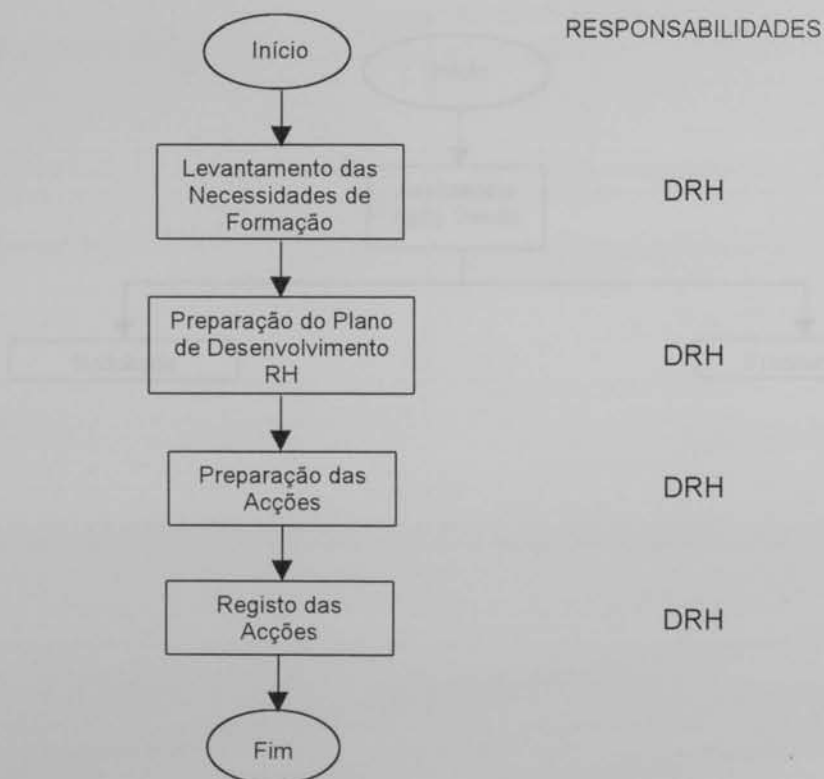 RESPONSABILIDADES
Início
Levantamento das
Necessidades de
Formação
DRH
Preparação do Plano
de Desenvolvimento
RH
DRH
Preparação das
Acções
DRH
Registo das
Acções
DRH
Fim